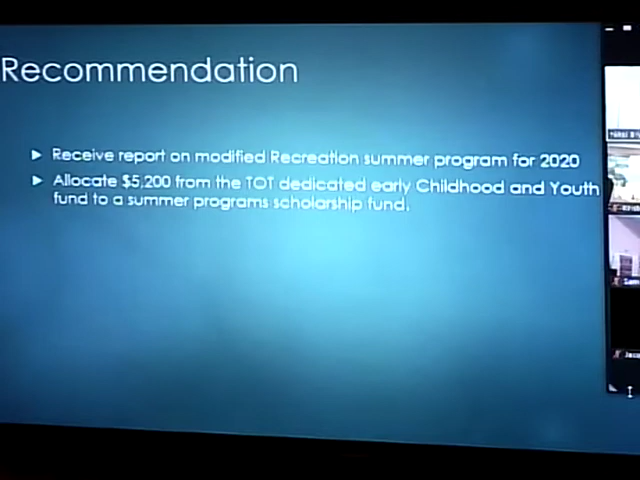 Recommendation
Receive report on modified Recreation summer program for 2020
Allocate $5,200 from the TOT dedicated early Childhood and Youth
fund to a summer programs scholarship fund.